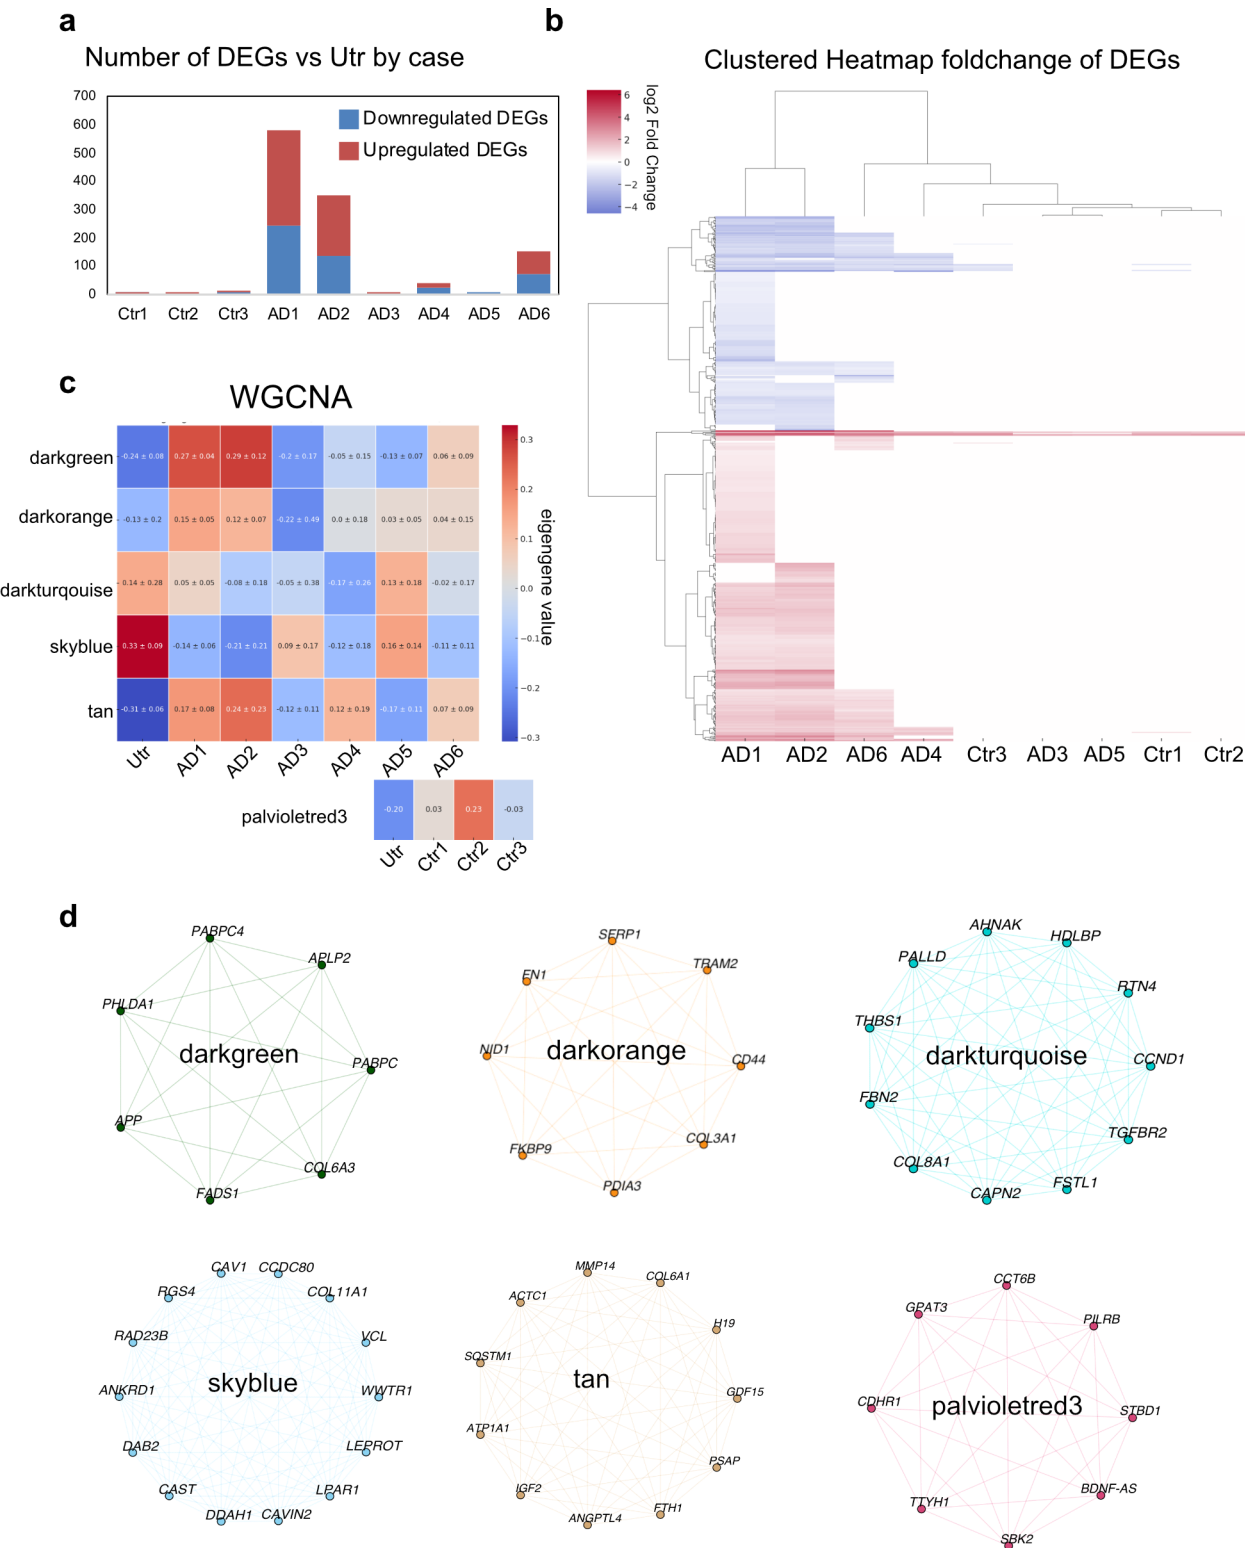 a
Number of DEGs vs Utr by case
700
600
500
400
300
200
100
0
Downregulated DEGs
Upregulated DEGs
Ctr1 Ctr2 Ctr3 AD1 AD2 AD3 AD4 AD5 AD6
b
Clustered Heatmap foldchange of DEGs
6
4
2
0
−2
−4
log2 Fold Change
AD1 AD2 AD6 AD4 Ctr3 AD3 AD5 Ctr1 Ctr2
c
WGCNA
darkgreen -0.24 ± 0.08 0.27 ± 0.04 0.29 ± 0.12 -0.2 ± 0.17 -0.05 ± 0.15 -0.13 ± 0.07 0.06 ± 0.09
darkorange -0.13 ± 0.2 0.15 ± 0.05 0.12 ± 0.07 -0.22 ± 0.49 0.0 ± 0.18 0.03 ± 0.05 0.04 ± 0.15
darkturqouise 0.14 ± 0.28 0.05 ± 0.05 -0.08 ± 0.18 -0.05 ± 0.38 -0.17 ± 0.26 0.13 ± 0.18 -0.02 ± 0.17
skyblue 0.33 ± 0.09 -0.14 ± 0.06 -0.21 ± 0.21 0.09 ± 0.17 -0.12 ± 0.18 0.16 ± 0.14 -0.11 ± 0.11
tan -0.31 ± 0.06 0.17 ± 0.08 0.24 ± 0.23 -0.12 ± 0.11 0.12 ± 0.19 -0.17 ± 0.11 0.07 ± 0.09
Utr AD1 AD2 AD3 AD4 AD5 AD6
0.3
0.2
0.1
0.0
−0.1
−0.2
−0.3
eigengene value
palvioletred3 -0.20 0.03 0.23 -0.03
Utr Ctr1 Ctr2 Ctr3
d
PABPC4
APLP2
PHLDA1
darkgreen
PABPC
APP
COL6A3
FADS1
SERP1
TRAM2
FN1
NID1
darkorange
CD44
COL3A1
FKBP9
PDIA3
AHNAK
HDLBP
PALLD
RTN4
THBS1
darkturquoise
CCND1
FBN2
TGFBR2
COL8A1
FSTL1
CAPN2
CAV1 CCDC80
RGS4 COL11A1
RAD23B VCL
skyblue
ANKRD1 WWTR1
DAB2 LEPROT
CAST LPAR1
DDAH1 CAVIN2
MMP14
COL6A1
ACTC1
H19
SQSTM1
tan
GDF15
ATP1A1
PSAP
IGF2
FTH1
ANGPTL4
CCT6B
GPAT3
PILRB
CDHR1
palvioletred3
STBD1
BDNF-AS
TTYH1
SBK2